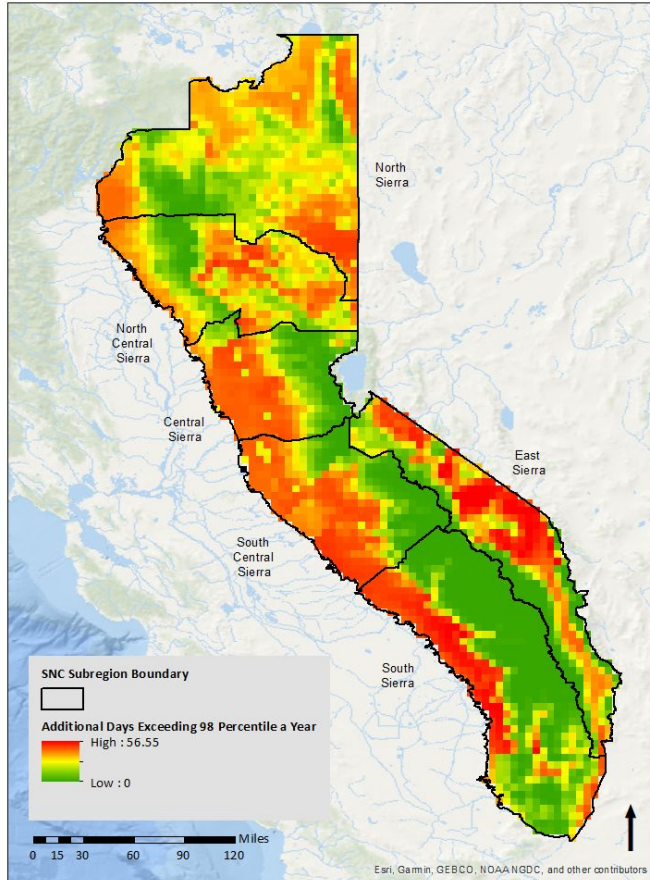 North
Sierra
North
Central
Sierra
Central
Sierra
East
Sierra
South
Central
Sierra
South
Sierra
SNC Subregion Boundary
Additional Days Exceeding 98 Percentile a Year
High : 56.55
Low : 0
Miles
0 15 30 60 90 120
Esri, Garmin, GEBCO, NOAA NGDC, and other contributors